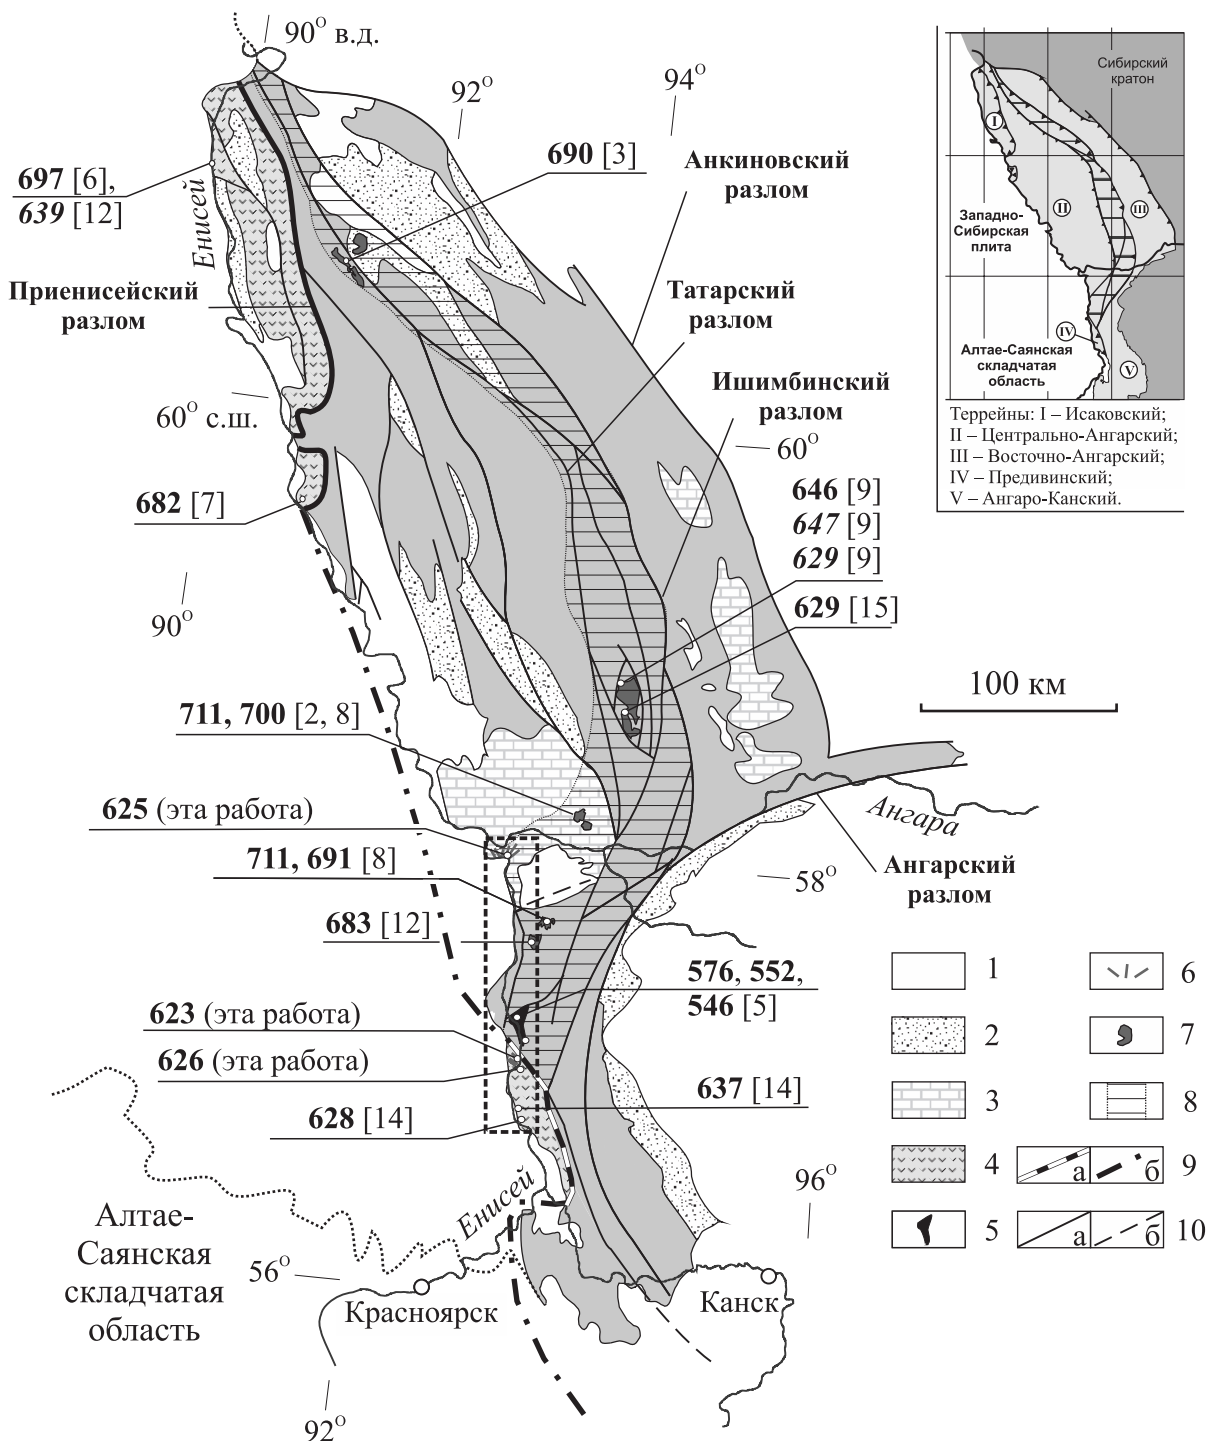 90° в.д.
92°
94°
690 [3]
Анкиновский
разлом
697 [6],
639 [12]
Енисей
Приенисейский
разлом
Татарский
разлом
Ишимбинский
разлом
60° с.ш.
60°
646 [9]
647 [9]
629 [9]
629 [15]
682 [7]
90°
100 км
711, 700 [2, 8]
625 (эта работа)
Ангара
711, 691 [8]
58°
Ангарский
разлом
683 [12]
576, 552,
546 [5]
623 (эта работа)
626 (эта работа)
637 [14]
628 [14]
96°
Енисей
Алтае-
Саянская
складчатая
область
56°
Красноярск
Канск
92°
Сибирский
кратон
I
II
III
Западно-
Сибирская
плита
IV
Алтае-Саянская
складчатая
область
V
Террейны: I – Исаковский;
II – Центрально-Ангарский;
III – Восточно-Ангарский;
IV – Предивинский;
V – Ангаро-Канский.
1
6
2
7
3
8
4
а
б
9
5
а
б
10